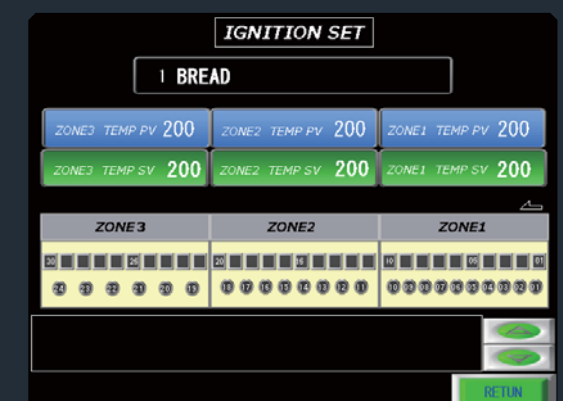 IGNITION SET
1 BREAD
ZONE3 TEMP PV 200 ZONE2 TEMP PV 200 ZONE1 TEMP PV 200
ZONE3 TEMP SV 200 ZONE2 TEMP SV 200 ZONE1 TEMP SV 200
ZONE3 ZONE2 ZONE1
30 25 20 15 10 05 01
24 23 22 21 20 19 18 17 16 15 14 13 12 11 10 09 08 07 06 05 04 03 02 01
RETUN